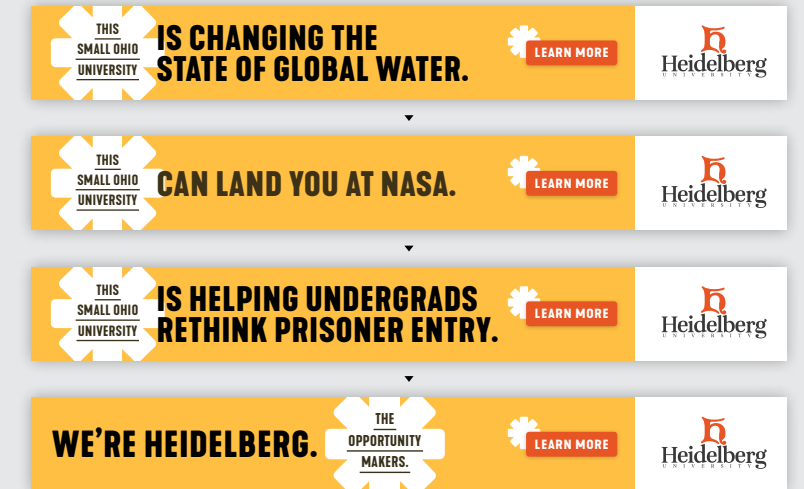 THIS
SMALL OHIO
UNIVERSITY
IS CHANGING THE
STATE OF GLOBAL WATER.
LEARN MORE
Heidelberg
UNIVERSITY
THIS
SMALL OHIO
UNIVERSITY
CAN LAND YOU AT NASA.
LEARN MORE
Heidelberg
UNIVERSITY
THIS
SMALL OHIO
UNIVERSITY
IS HELPING UNDERGRADS
RETHINK PRISONER ENTRY.
LEARN MORE
Heidelberg
UNIVERSITY
WE’RE HEIDELBERG.
THE
OPPORTUNITY
MAKERS.
LEARN MORE
Heidelberg
UNIVERSITY